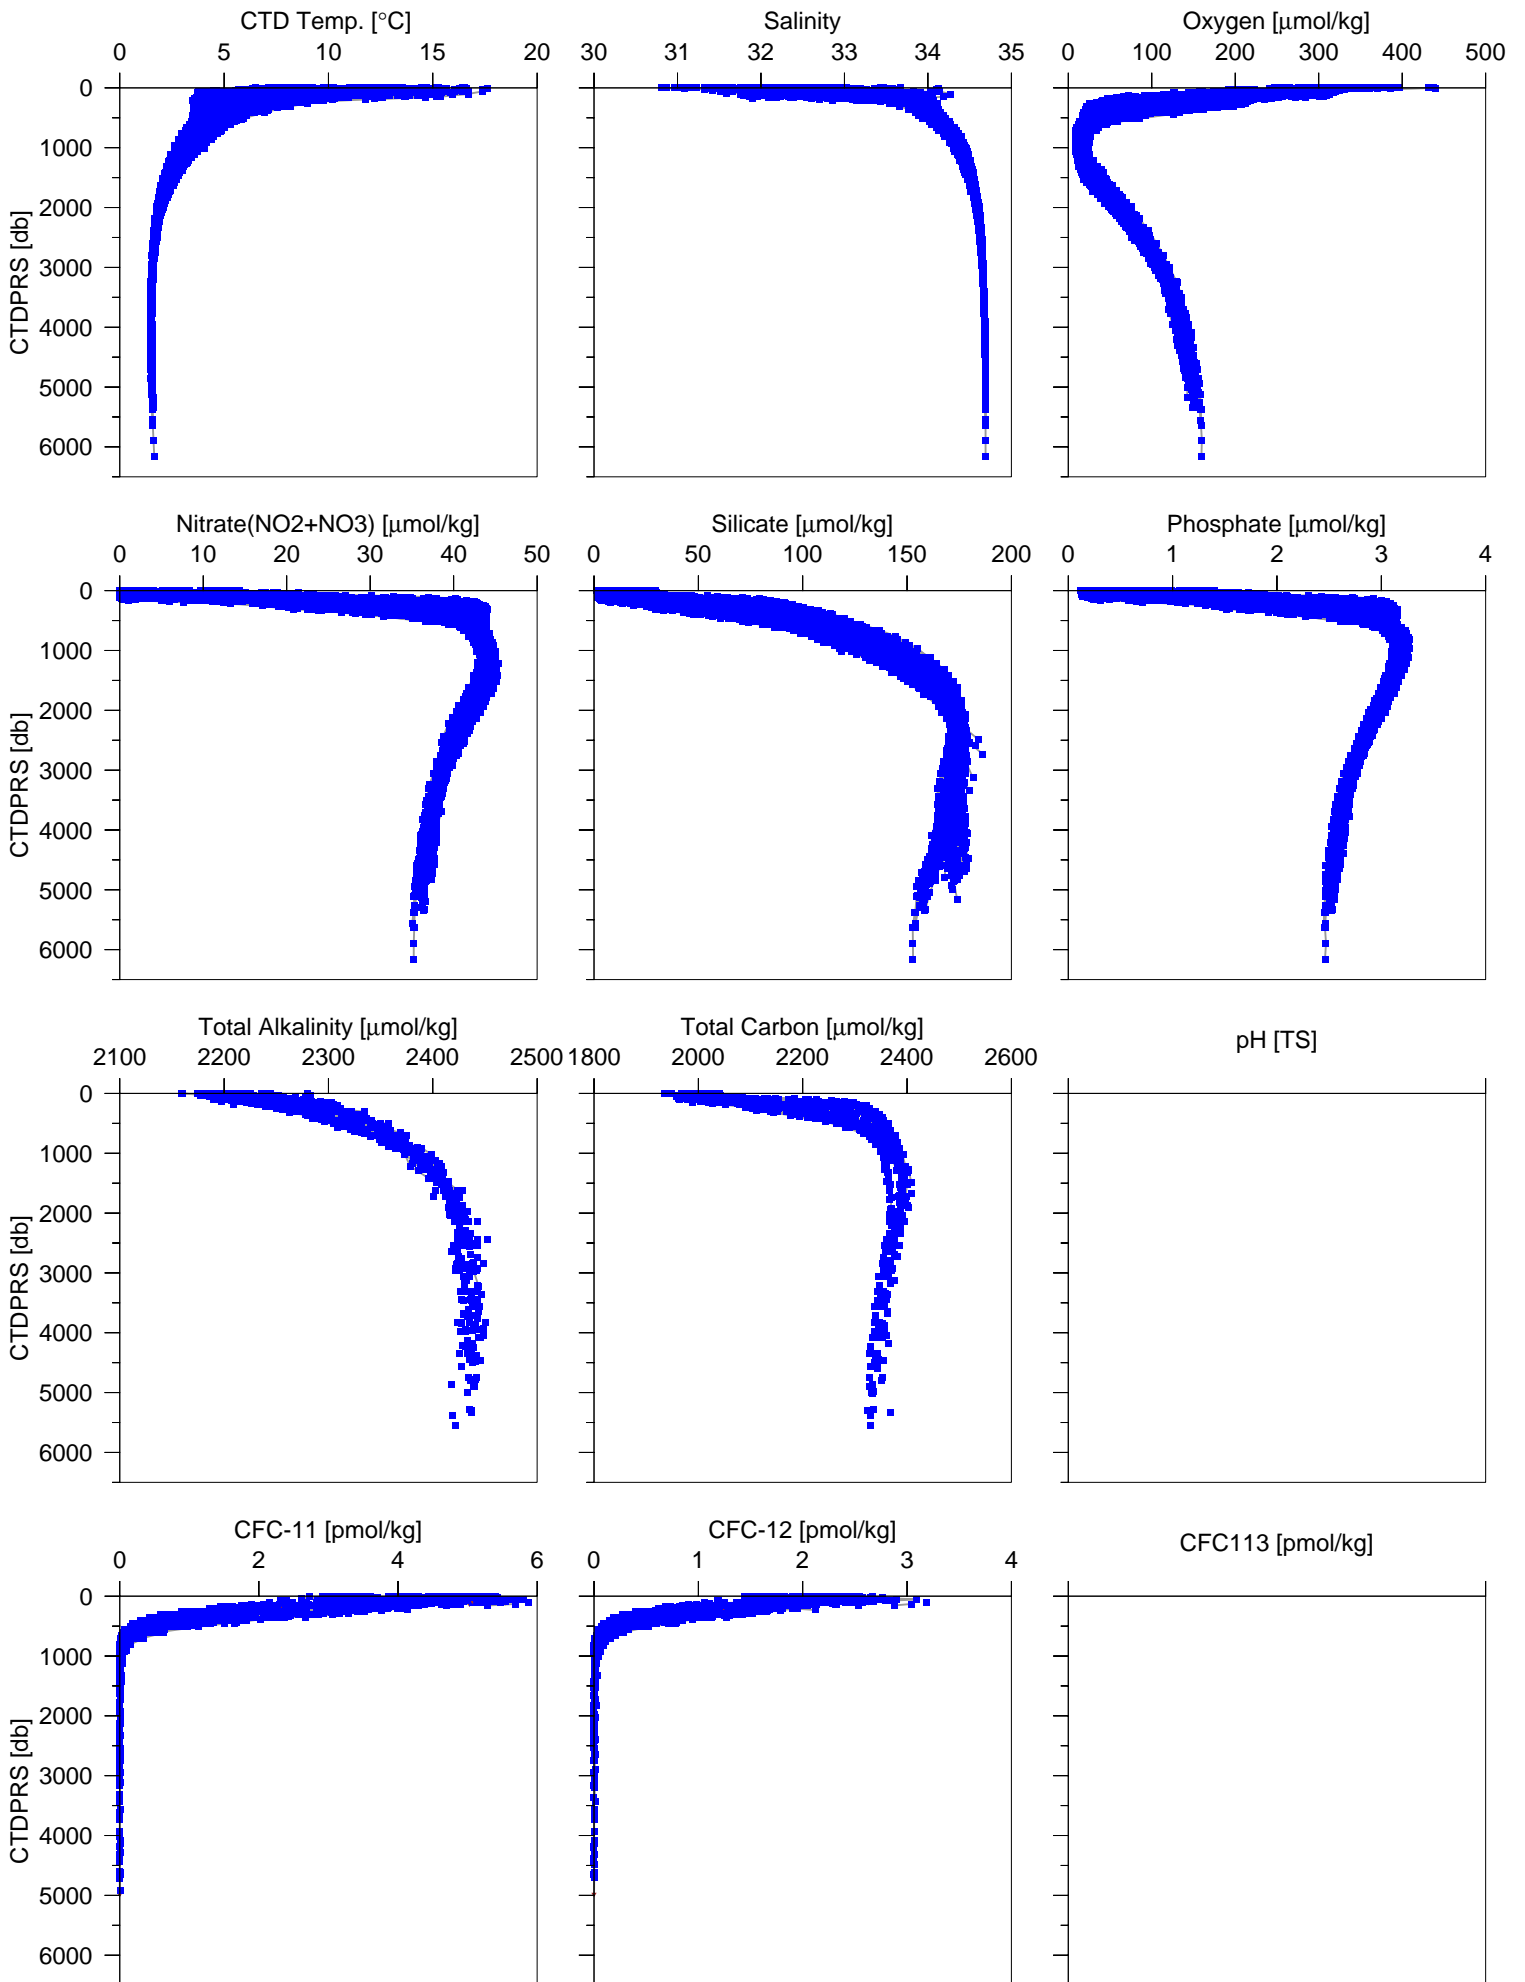 CTD Temp. [°C] Salinity Oxygen [μmol/kg]
0 5 10 15 20 30 31 32 33 34 35 0 100 200 300 400 500
0
1000
2000
3000
4000
5000
6000
CTDPRS [db]
Nitrate(NO2+NO3) [μmol/kg] Silicate [μmol/kg] Phosphate [μmol/kg]
0 10 20 30 40 50 0 50 100 150 200 0 1 2 3 4
0
1000
2000
3000
4000
5000
6000
CTDPRS [db]
Total Alkalinity [μmol/kg] Total Carbon [μmol/kg] pH [TS]
2100 2200 2300 2400 2500 1800 2000 2200 2400 2600
0
1000
2000
3000
4000
5000
6000
CTDPRS [db]
CFC-11 [pmol/kg] CFC-12 [pmol/kg] CFC113 [pmol/kg]
0 2 4 6 0 1 2 3 4
0
1000
2000
3000
4000
5000
6000
CTDPRS [db]